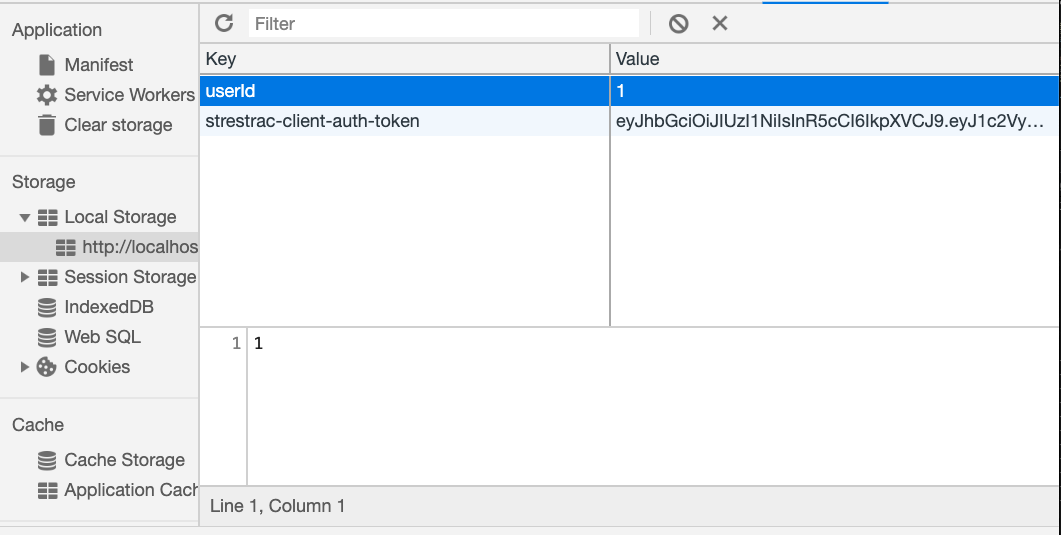 Application
Manifest
Service Workers
Clear storage
Storage
Local Storage
http://localhos
Session Storage
IndexedDB
Web SQL
Cookies
Cache
Cache Storage
Application Cach
Filter
Key Value
userId 1
strestrac-client-auth-token eyJhbGciOiJIUzI1NiIsInR5cCI6IkpXVCJ9.eyJ1c2Vy...
1 1
Line 1, Column 1